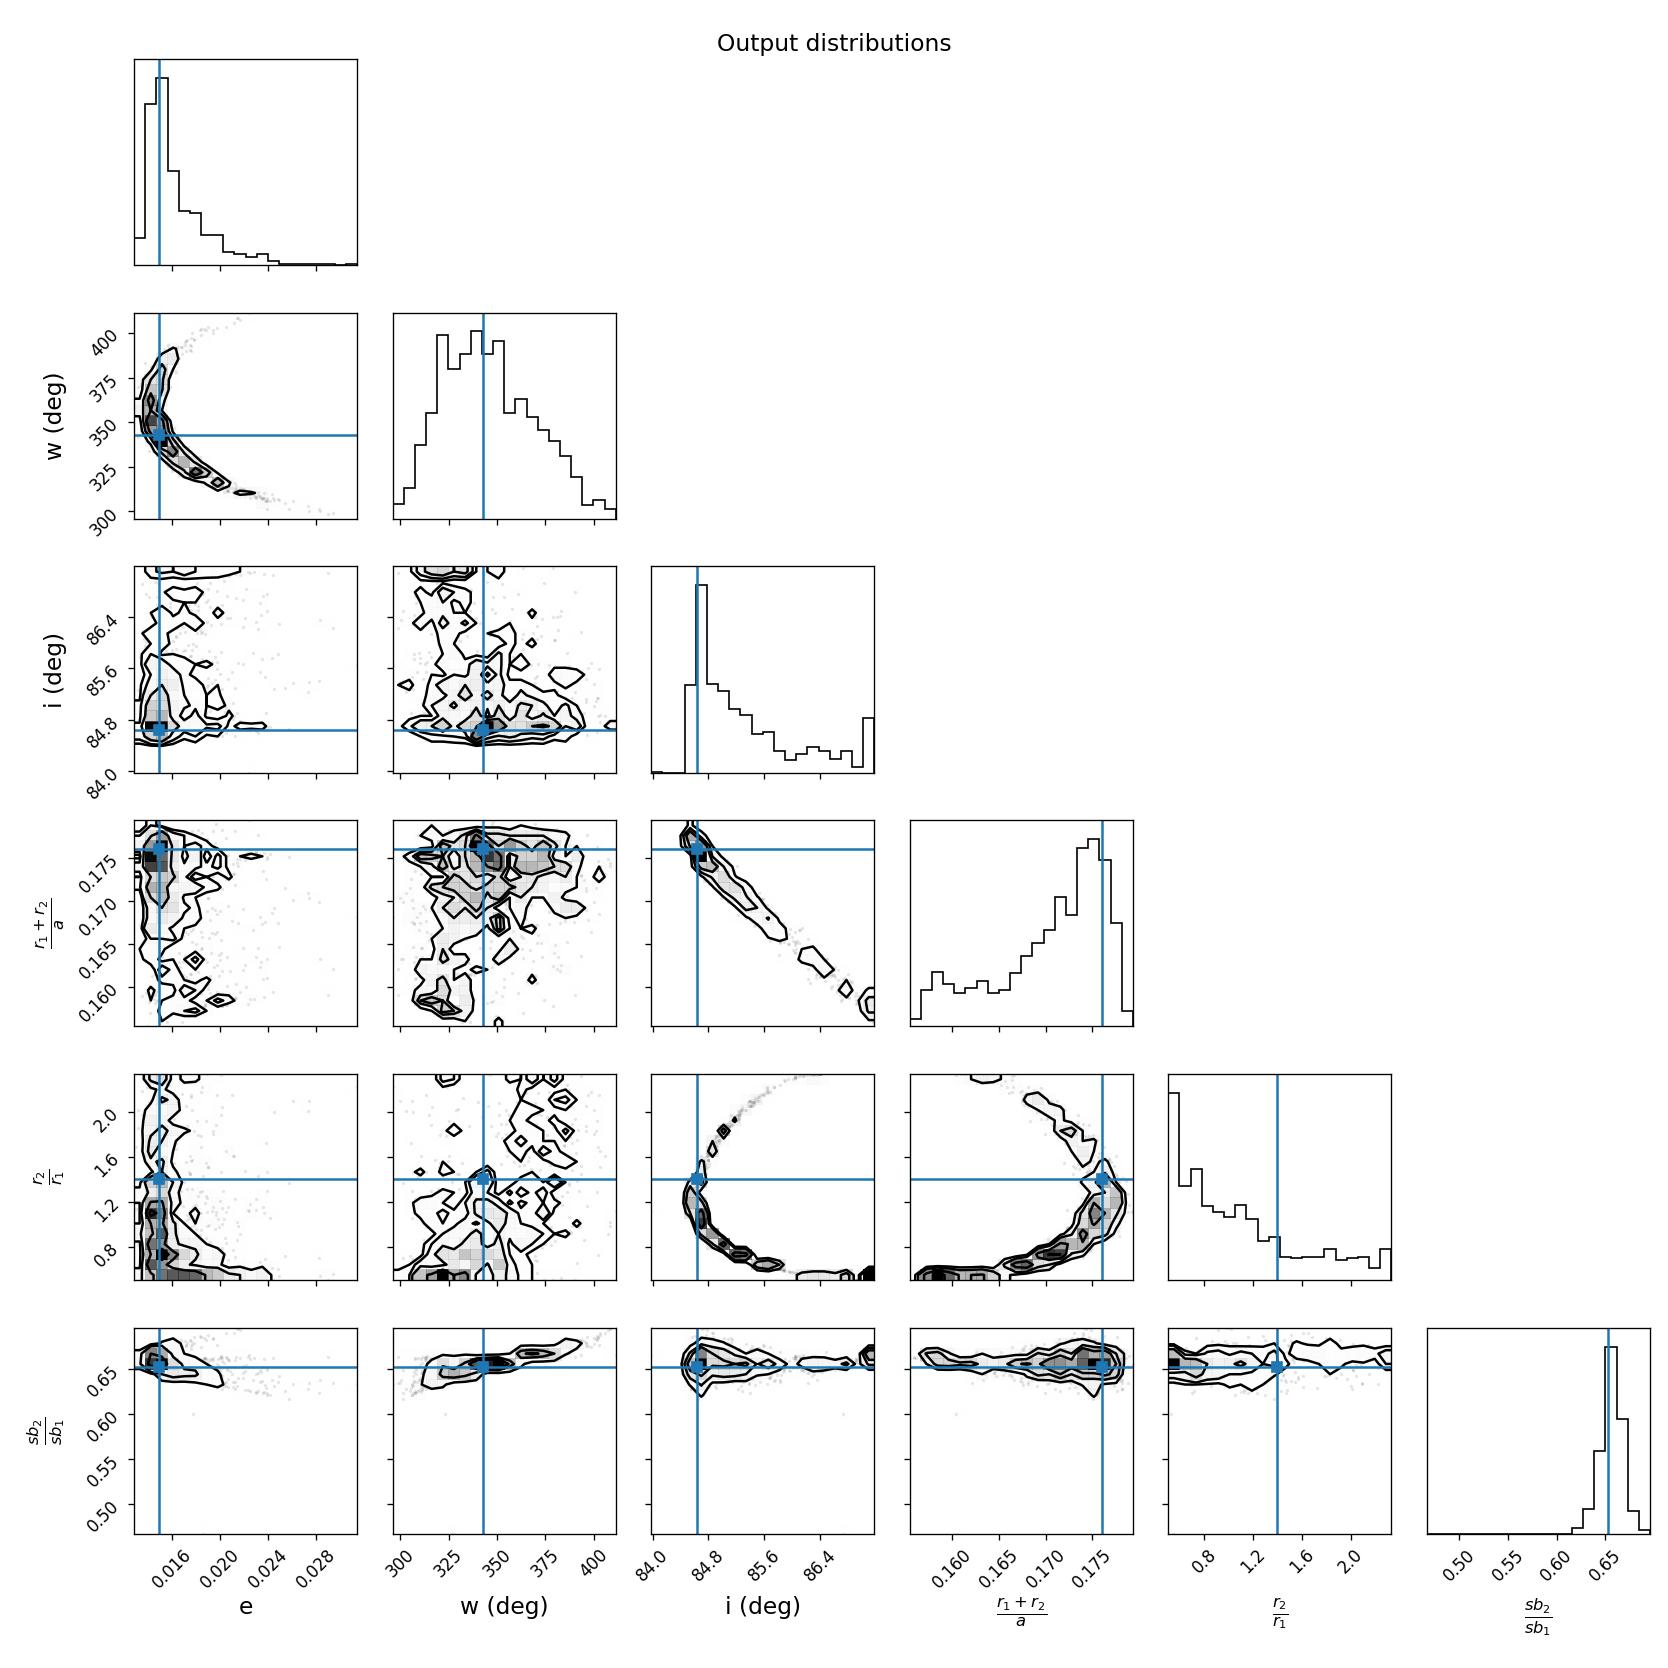 Output distributions
w (deg)
400
375
350
325
300
i (deg)
86.4
85.6
84.8
84.0
r₁ + r₂
a
0.175
0.170
0.165
0.160
r₂
r₁
2.0
1.6
1.2
0.8
sb₂
sb₁
0.65
0.60
0.55
0.50
0.016 0.020 0.024 0.028 300 325 350 375 400 84.0 84.8 85.6 86.4 0.160 0.165 0.170 0.175 0.8 1.2 1.6 2.0 0.50 0.55 0.60 0.65
e w (deg) i (deg) r₁ + r₂ r₂ sb₂
a r₁ sb₁